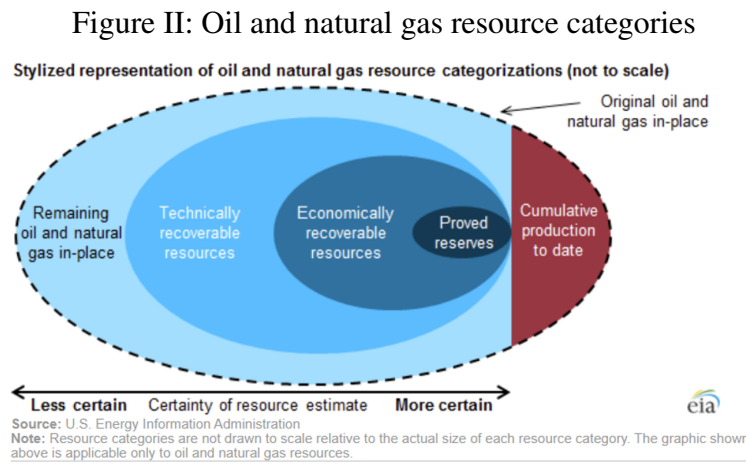 Figure II: Oil and natural gas resource categories
Stylized representation of oil and natural gas resource categorizations (not to scale)
Original oil and
natural gas in-place
Remaining
oil and natural
gas in-place
Technically
recoverable
resources
Economically
recoverable
resources
Proved
reserves
Cumulative
production
to date
Less certain Certainty of resource estimate More certain
eia
Source: U.S. Energy Information Administration
Note: Resource categories are not drawn to scale relative to the actual size of each resource category. The graphic shown
above is applicable only to oil and natural gas resources.